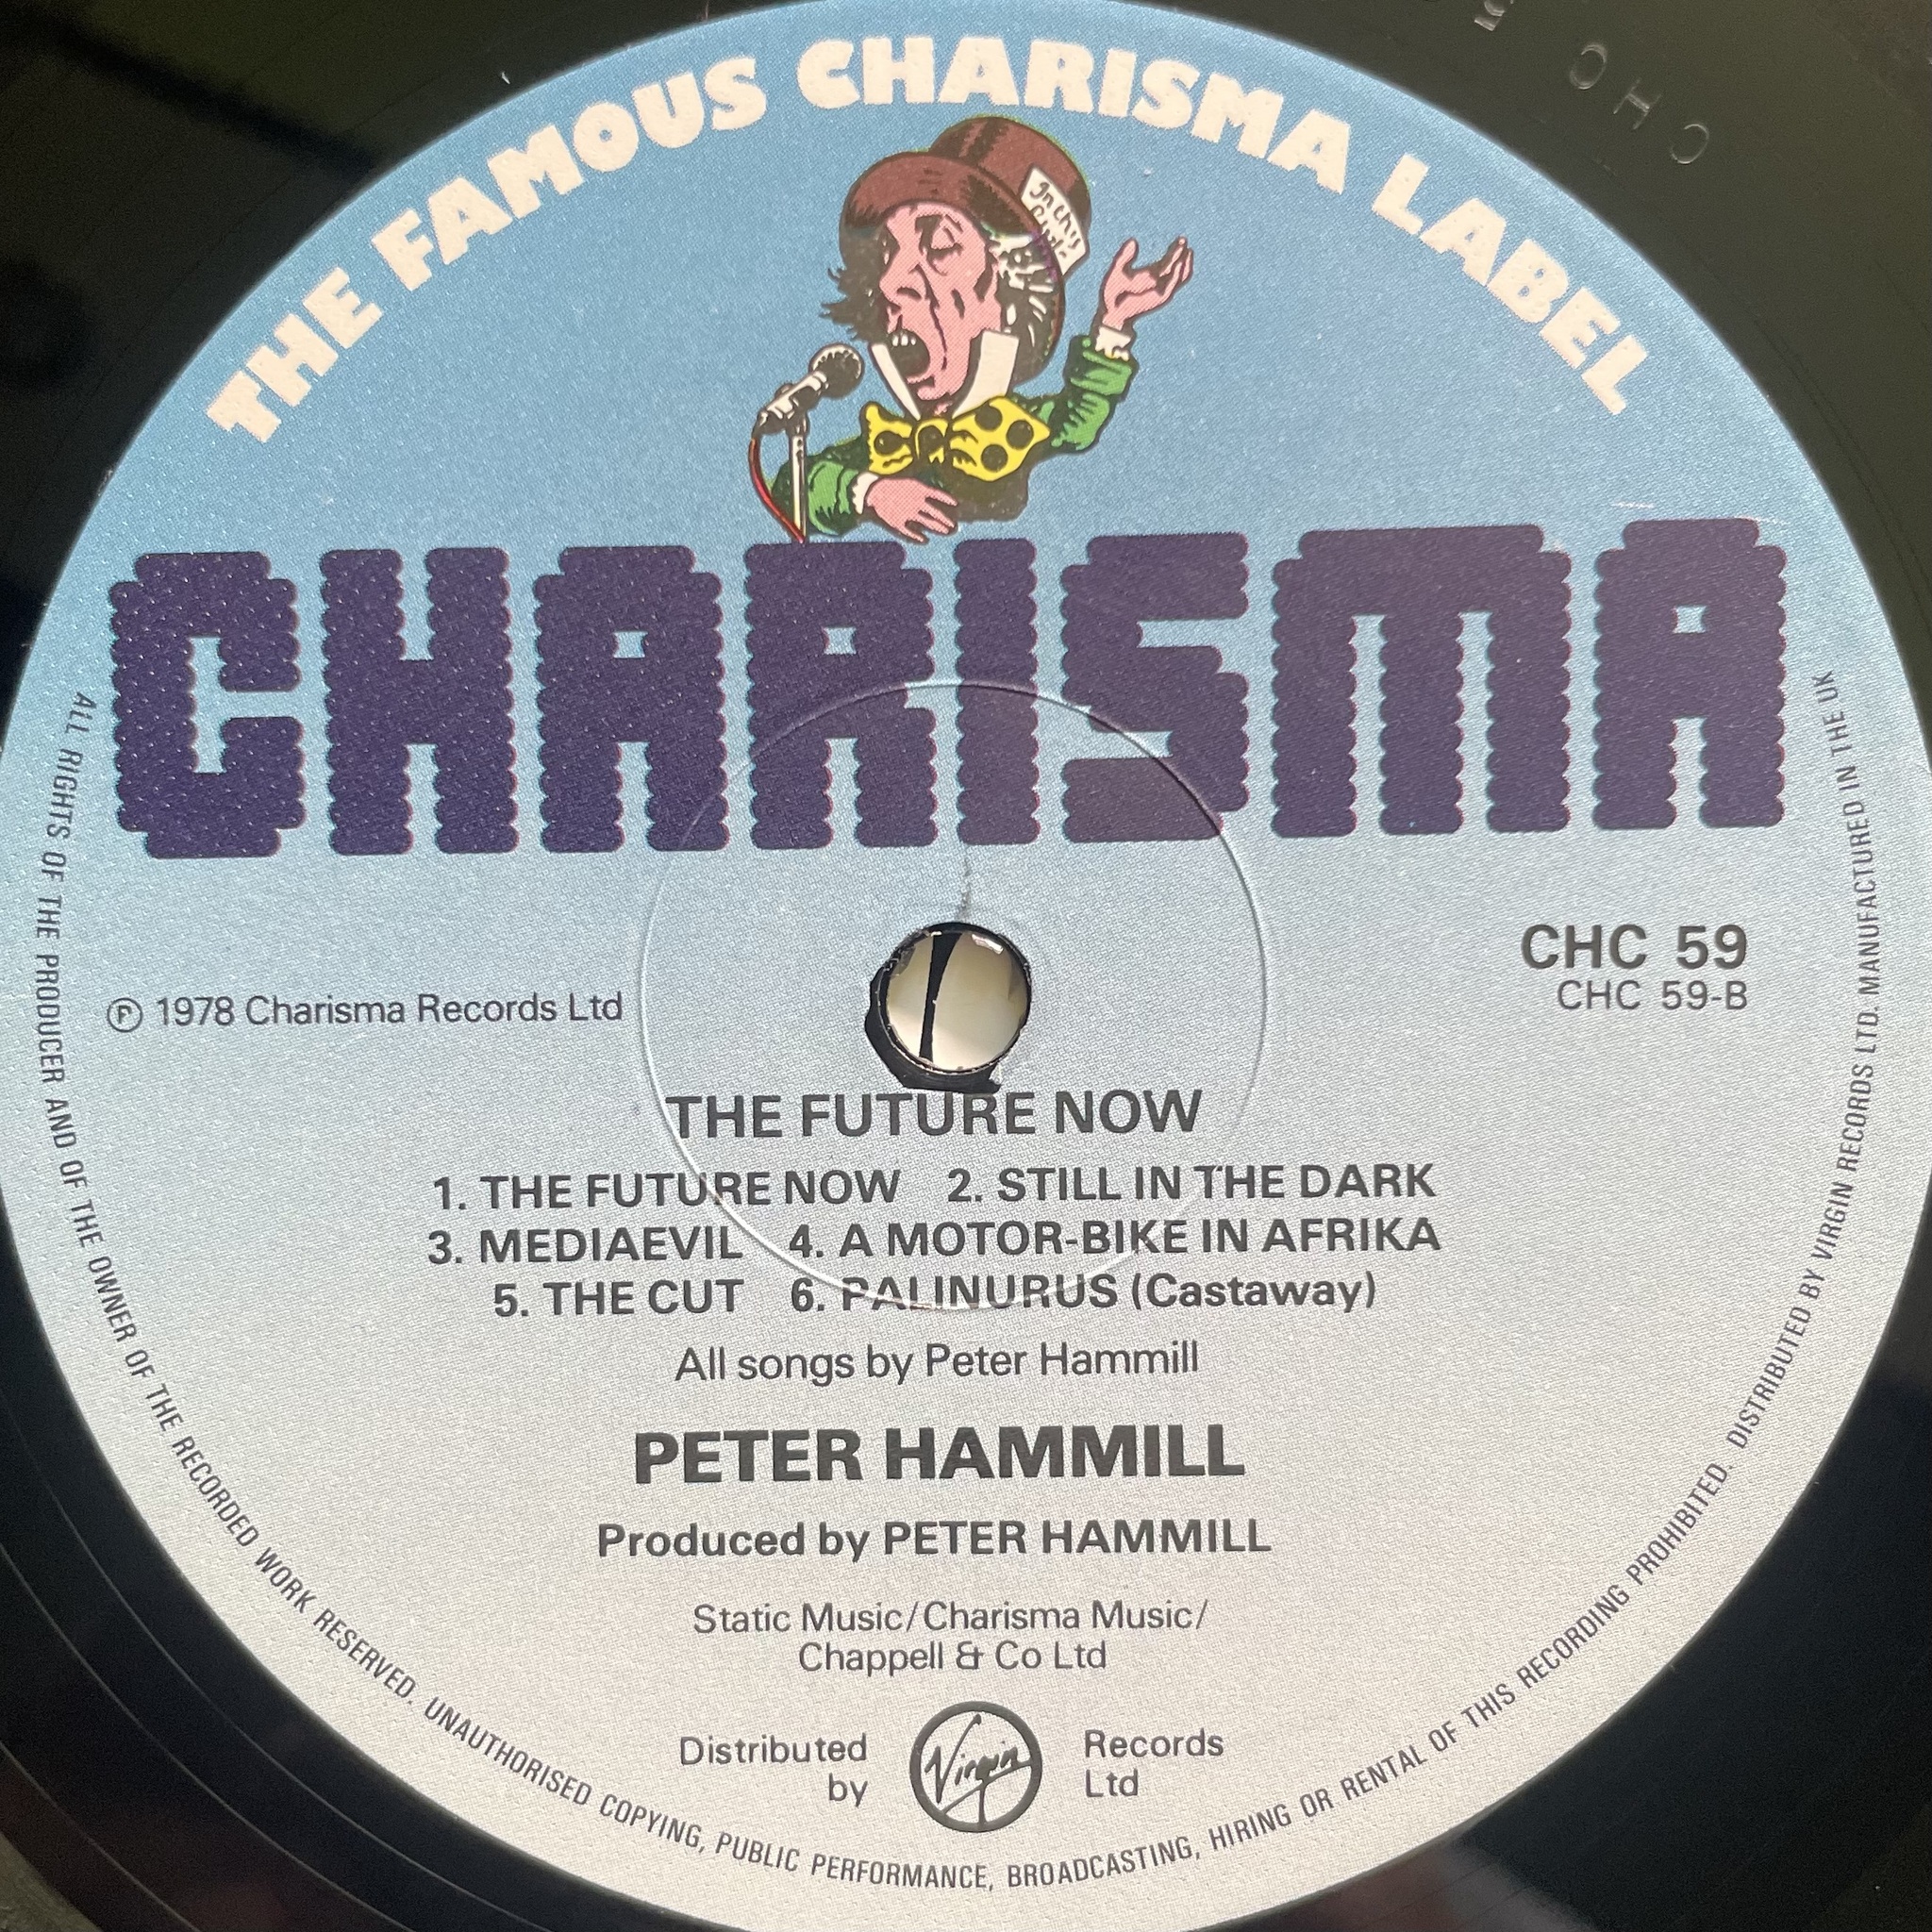 THE FAMOUS CHARISMA LABEL
In this
CHARISMA
CHC 59
CHC 59-B
Ⓟ 1978 Charisma Records Ltd
THE FUTURE NOW
1. THE FUTURE NOW 2. STILL IN THE DARK
3. MEDIAEVIL 4. A MOTOR-BIKE IN AFRIKA
5. THE CUT 6. PALINURUS (Castaway)
All songs by Peter Hammill
PETER HAMMILL
Produced by PETER HAMMILL
Static Music/Charisma Music/
Chappell & Co Ltd
Distributed by Virgin Records Ltd
ALL RIGHTS OF THE PRODUCER AND OF THE OWNER OF THE RECORDED WORK RESERVED. UNAUTHORISED COPYING, PUBLIC PERFORMANCE, BROADCASTING, HIRING OR RENTAL OF THIS RECORDING PROHIBITED. DISTRIBUTED BY VIRGIN RECORDS LTD. MANUFACTURED IN THE UK
CHC 5